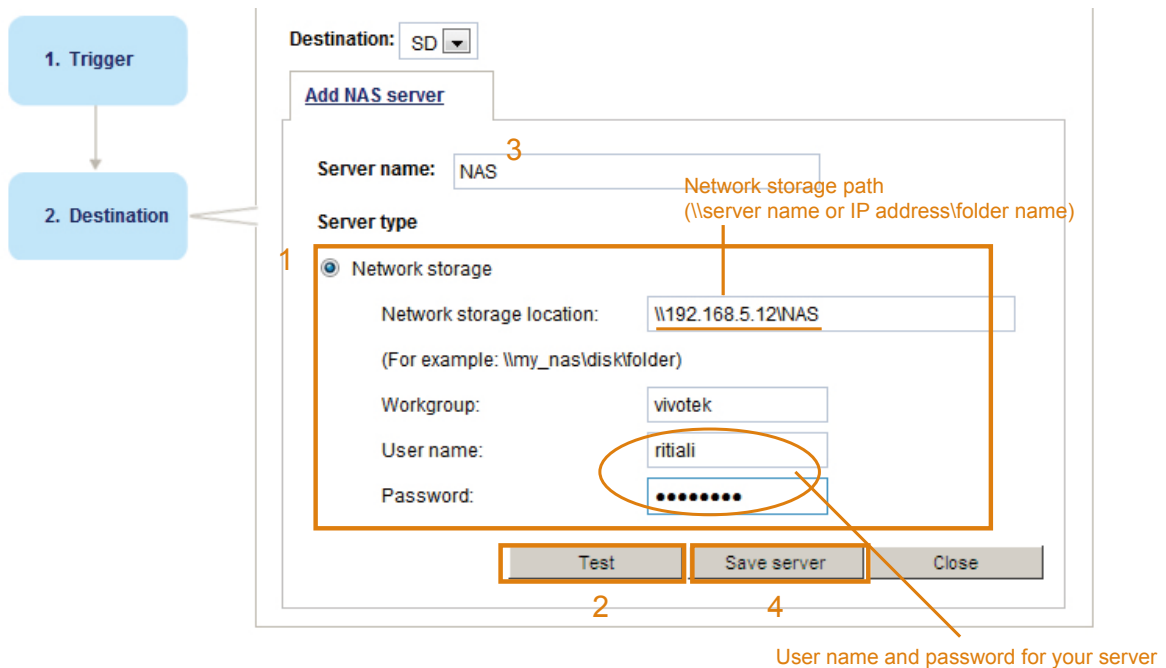 1. Trigger
2. Destination
Destination: SD
Add NAS server
3
Server name: NAS
Network storage path
(\\server name or IP address\folder name)
Server type
1
Network storage
Network storage location: \\192.168.5.12\NAS
(For example: \\my_nas\disk\folder)
Workgroup: vivotek
User name: ritiali
Password: ●●●●●●●●
Test Save server Close
2 4
User name and password for your server